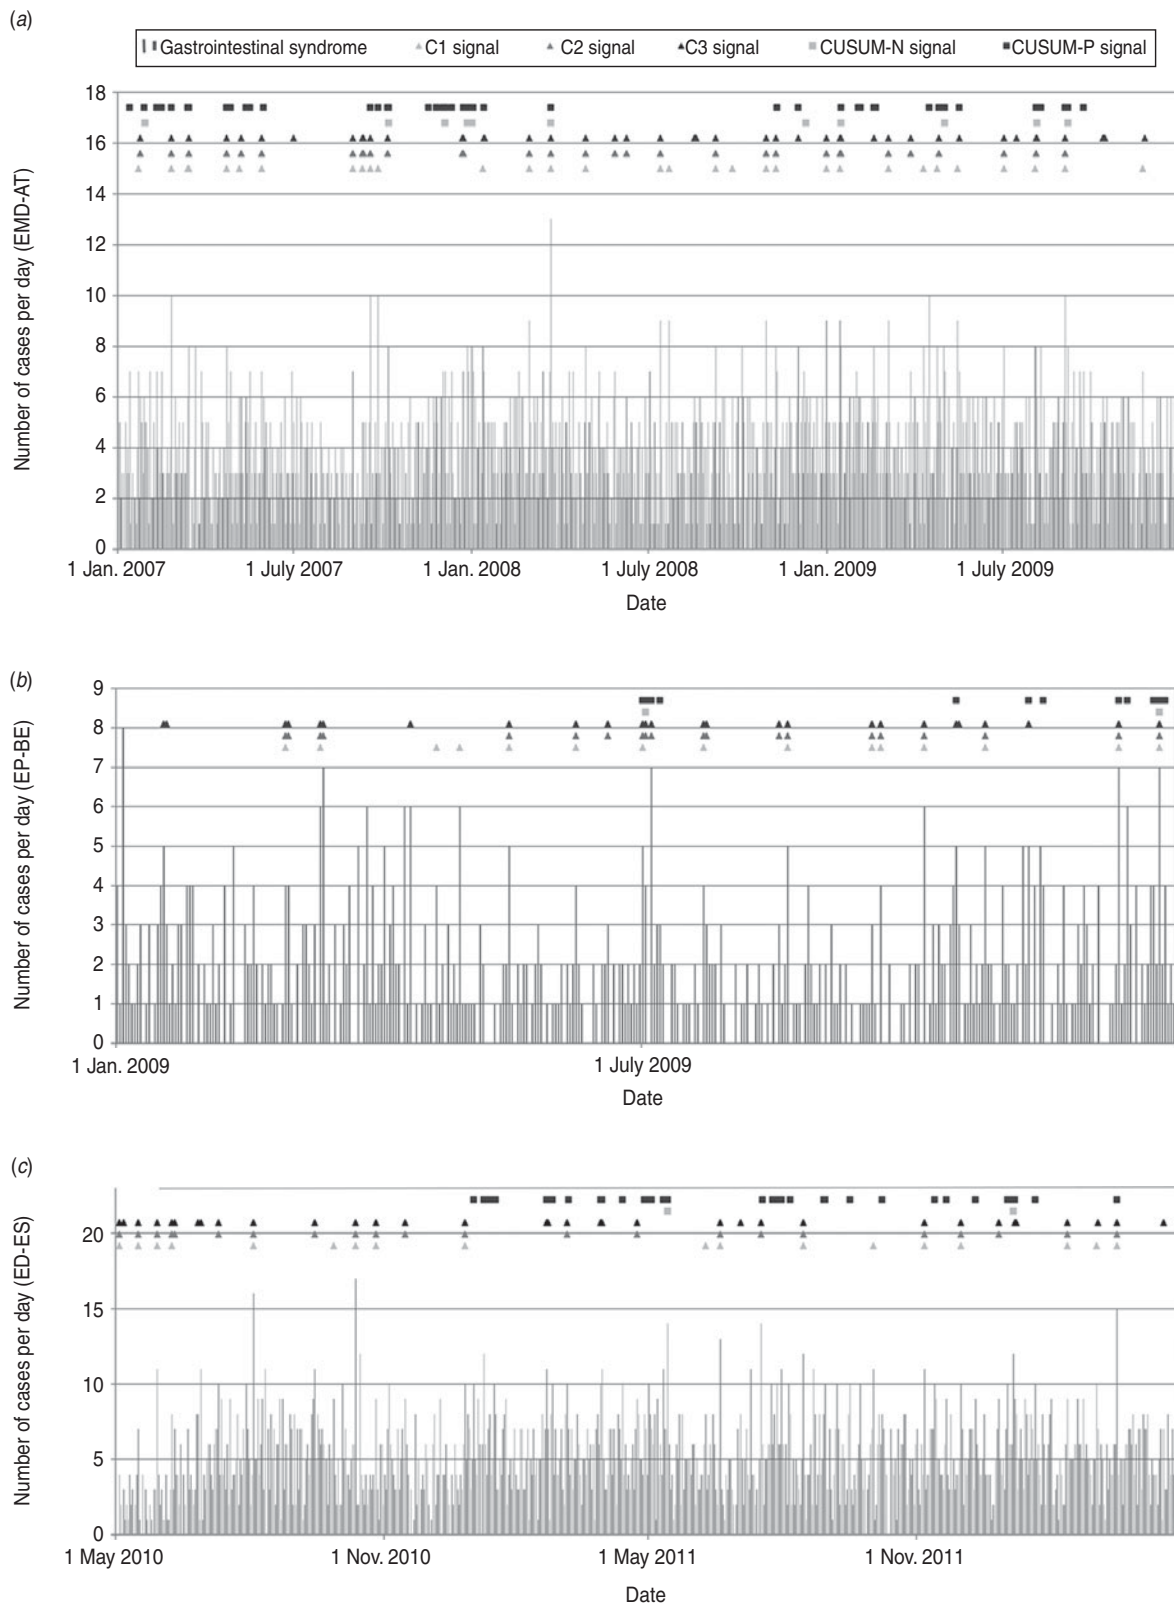 (a)
Gastrointestinal syndrome C1 signal C2 signal C3 signal CUSUM-N signal CUSUM-P signal
Number of cases per day (EMD-AT)
18
16
14
12
10
8
6
4
2
0
1 Jan. 2007 1 July 2007 1 Jan. 2008 1 July 2008 1 Jan. 2009 1 July 2009
Date
(b)
Number of cases per day (EP-BE)
9
8
7
6
5
4
3
2
1
0
1 Jan. 2009 1 July 2009
Date
(c)
Number of cases per day (ED-ES)
20
15
10
5
0
1 May 2010 1 Nov. 2010 1 May 2011 1 Nov. 2011
Date